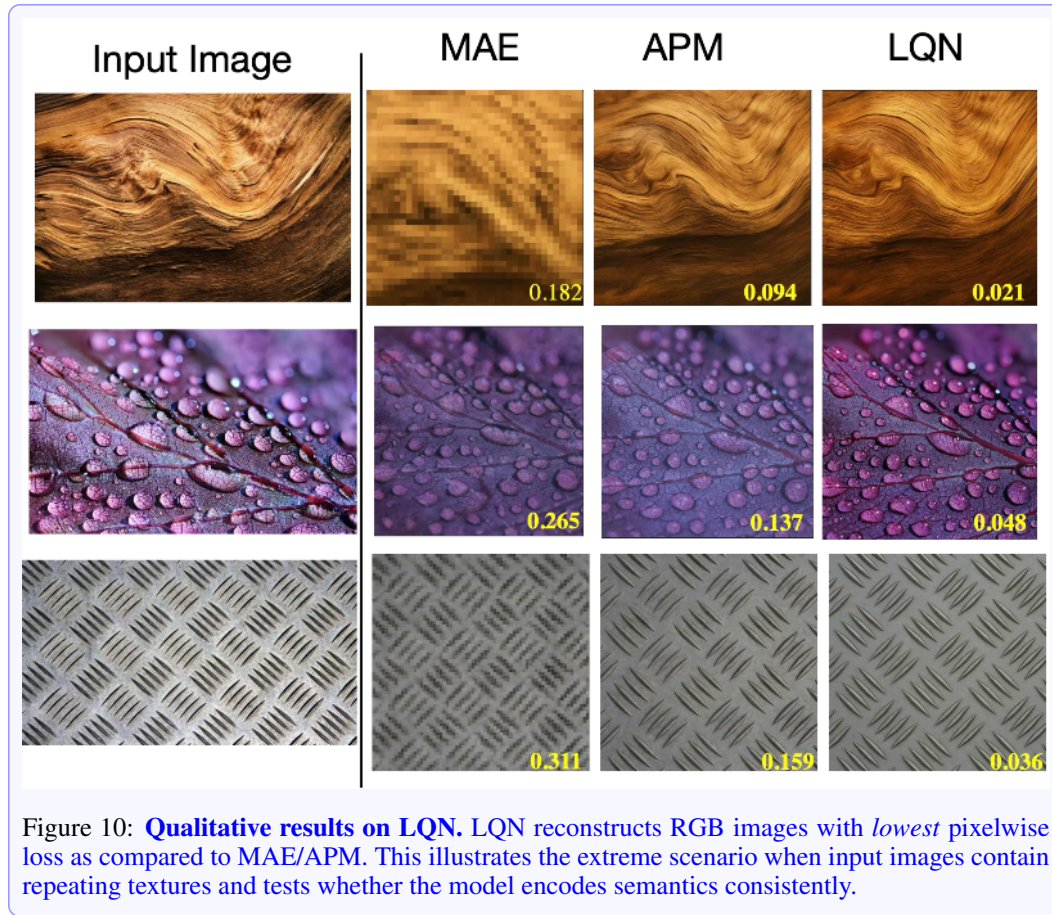 Input Image MAE APM LQN
0.182 0.094 0.021
0.265 0.137 0.048
0.311 0.159 0.036
Figure 10: Qualitative results on LQN. LQN reconstructs RGB images with lowest pixelwise
loss as compared to MAE/APM. This illustrates the extreme scenario when input images contain
repeating textures and tests whether the model encodes semantics consistently.